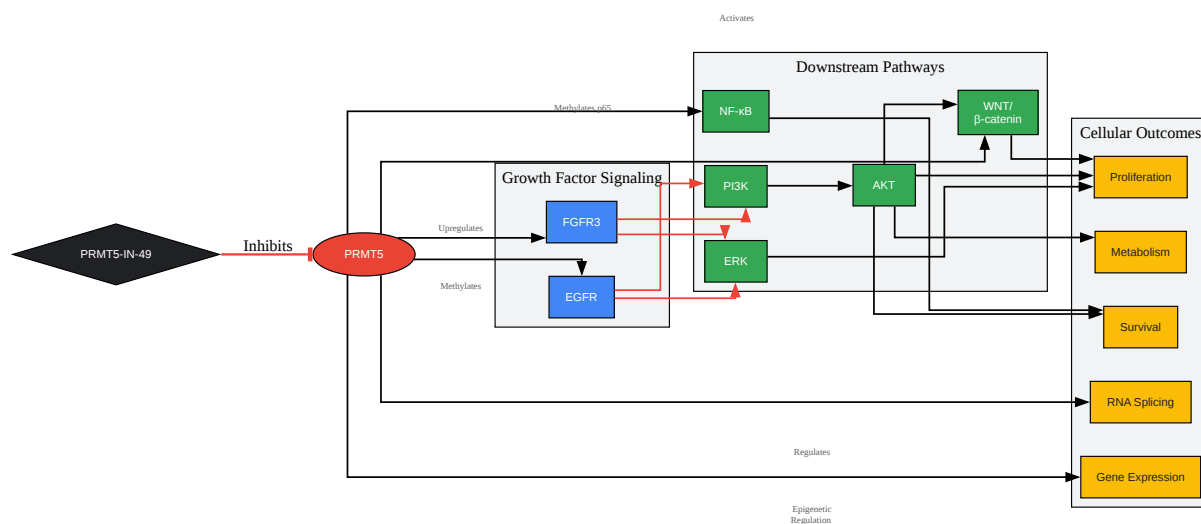 Activates
Downstream Pathways
NF-κB
WNT/
β-catenin
Methylates p65
Cellular Outcomes
Growth Factor Signaling
PI3K
AKT
Proliferation
FGFR3
Upregulates
PRMT5-IN-49
Inhibits
PRMT5
ERK
Metabolism
Methylates
EGFR
Survival
RNA Splicing
Regulates
Gene Expression
Epigenetic
Regulation